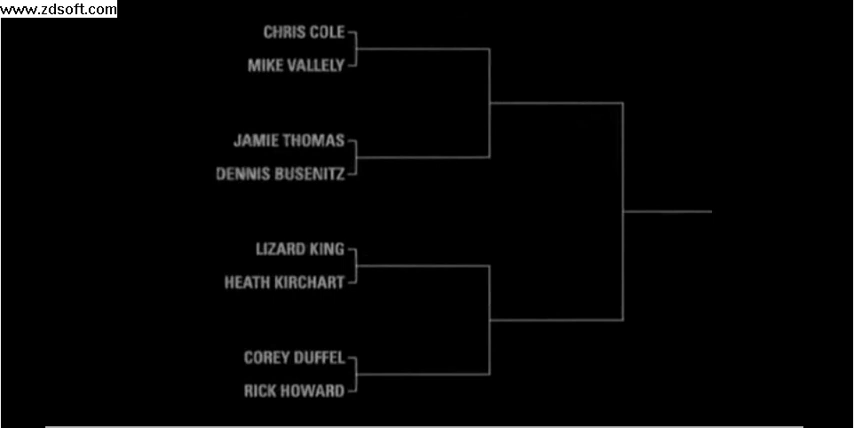 www.zdsoft.com
CHRIS COLE
MIKE VALLELY
JAMIE THOMAS
DENNIS BUSENITZ
LIZARD KING
HEATH KIRCHART
COREY DUFFEL
RICK HOWARD